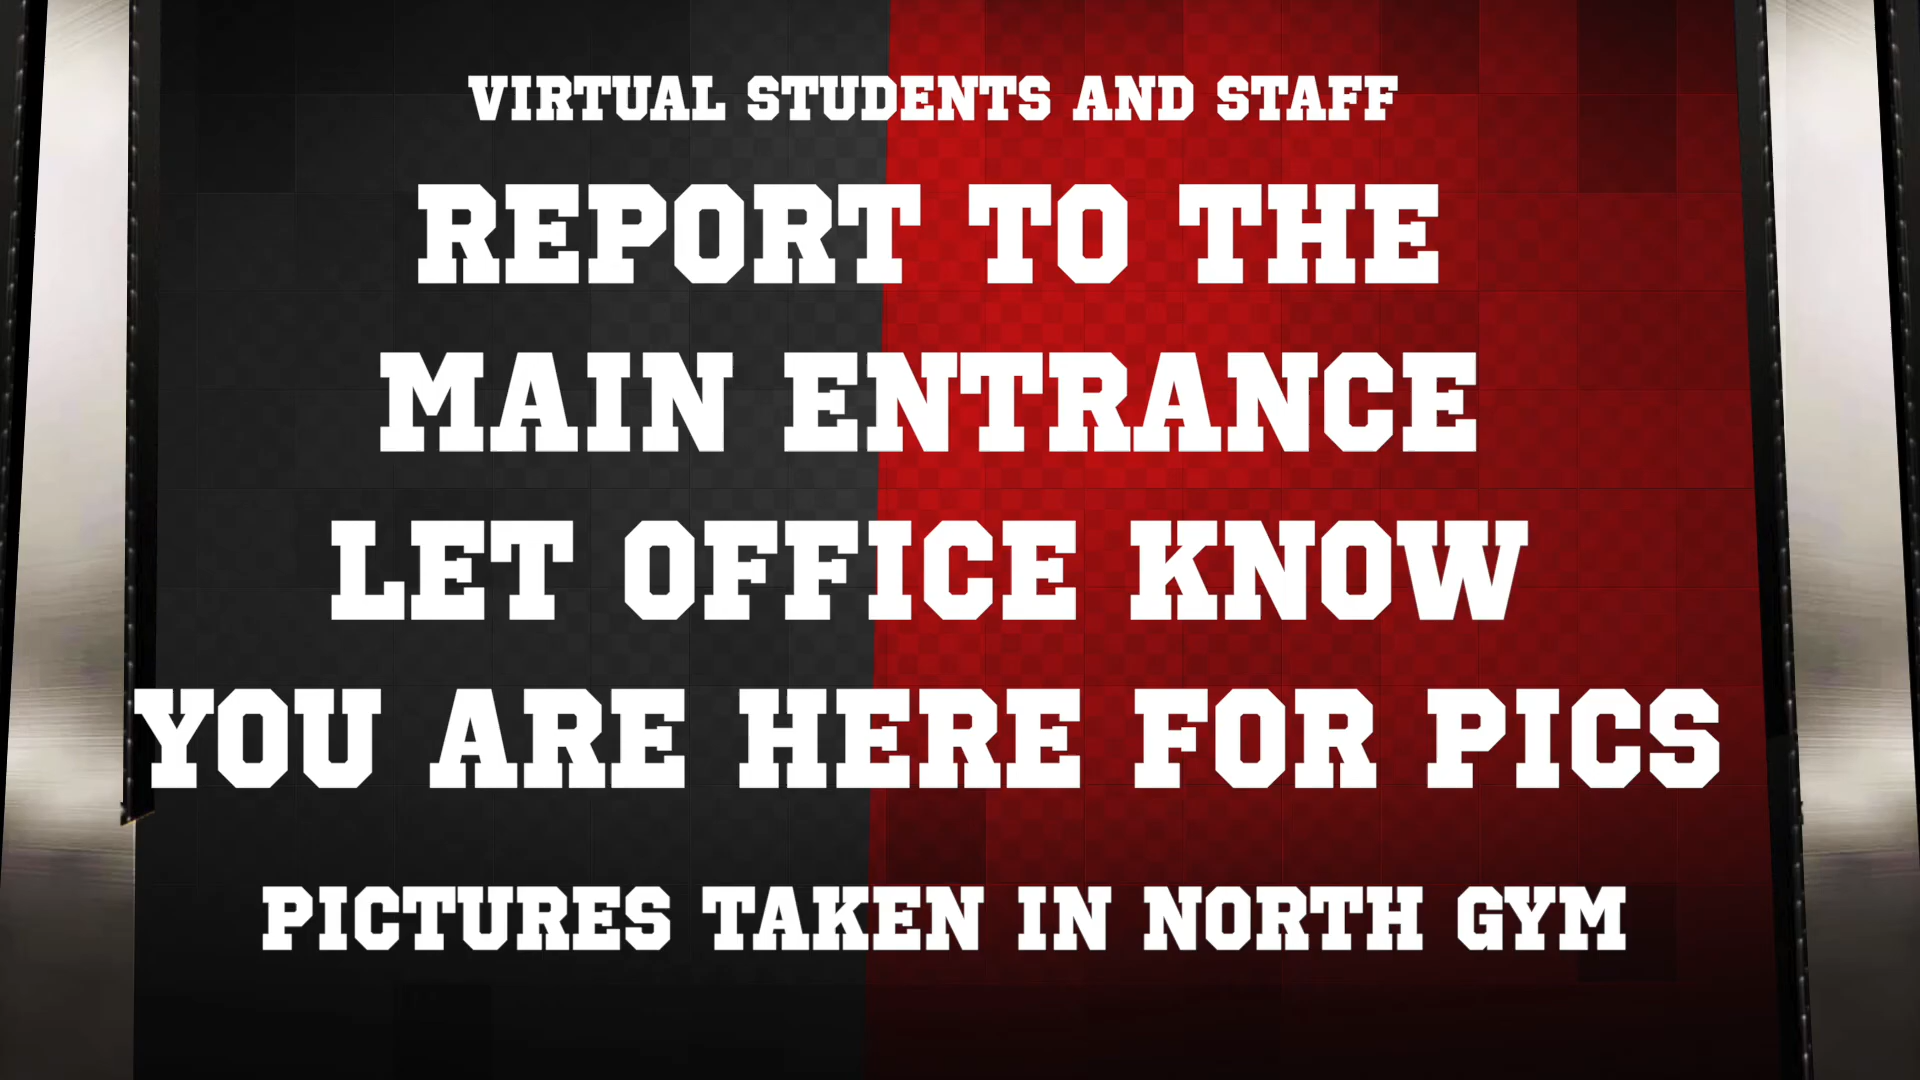 VIRTUAL STUDENTS AND STAFF
REPORT TO THE
MAIN ENTRANCE
LET OFFICE KNOW
YOU ARE HERE FOR PICS
PICTURES TAKEN IN NORTH GYM